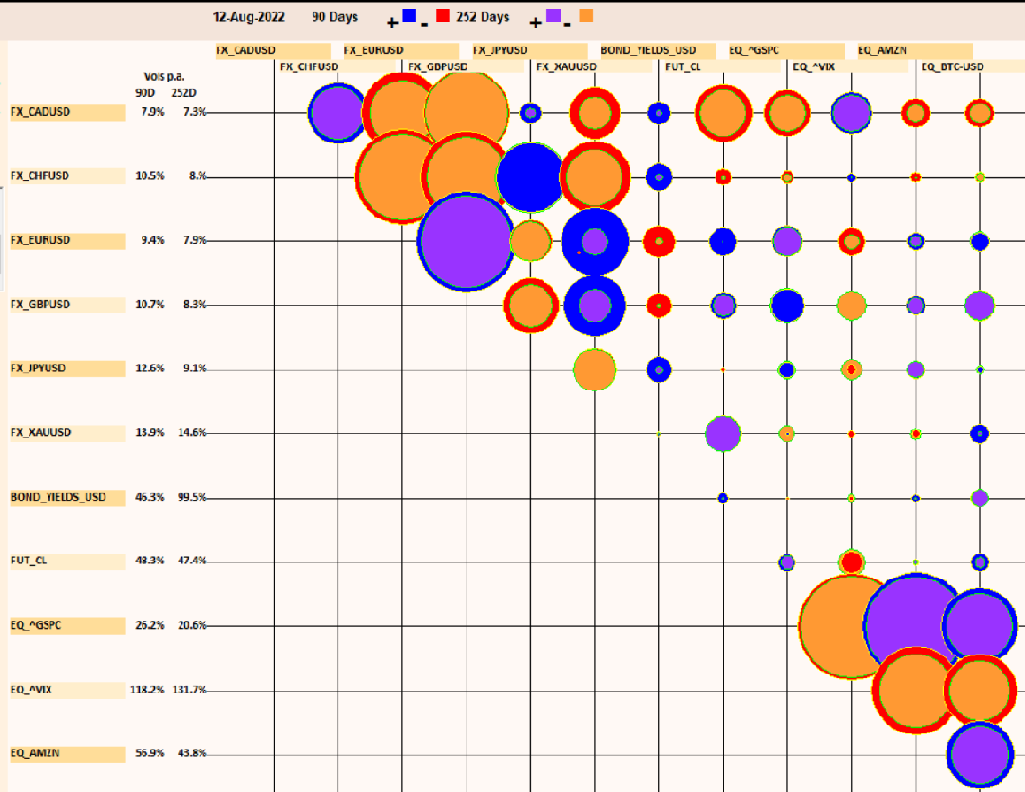 12-Aug-2022 90 Days + - 252 Days + -
FX_CADUSD FX_EURUSD FX_JPYUSD BOND_YIELDS_USD EQ_^GSPC EQ_AMZN
FX_CHFUSD FX_GBPUSD FX_XAUUSD FUT_CL EQ_^VIX EQ_BTC-USD
Vols p.a.
90D 252D
FX_CADUSD 7.9% 7.3%
FX_CHFUSD 10.5% 8.%
FX_EURUSD 9.4% 7.9%
FX_GBPUSD 10.7% 8.3%
FX_JPYUSD 12.6% 9.1%
FX_XAUUSD 13.9% 14.6%
BOND_YIELDS_USD 46.3% 99.5%
FUT_CL 49.3% 47.4%
EQ_^GSPC 26.2% 20.6%
EQ_^VIX 118.2% 131.7%
EQ_AMZN 56.9% 43.8%